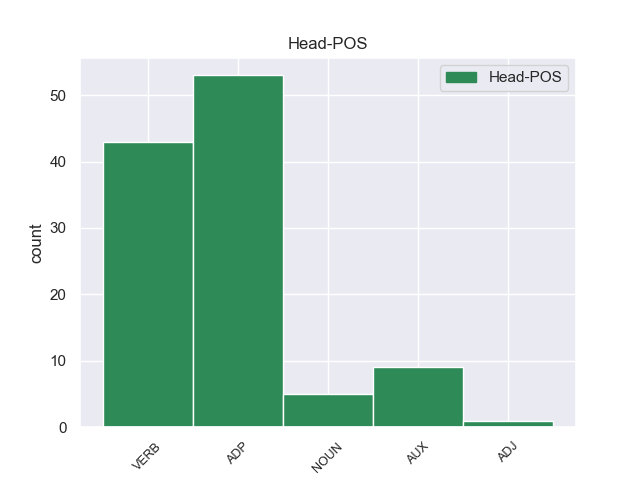 Head-POS
Head-POS
50
40
30
20
10
0
count
VERB
ADP
NOUN
AUX
ADJ